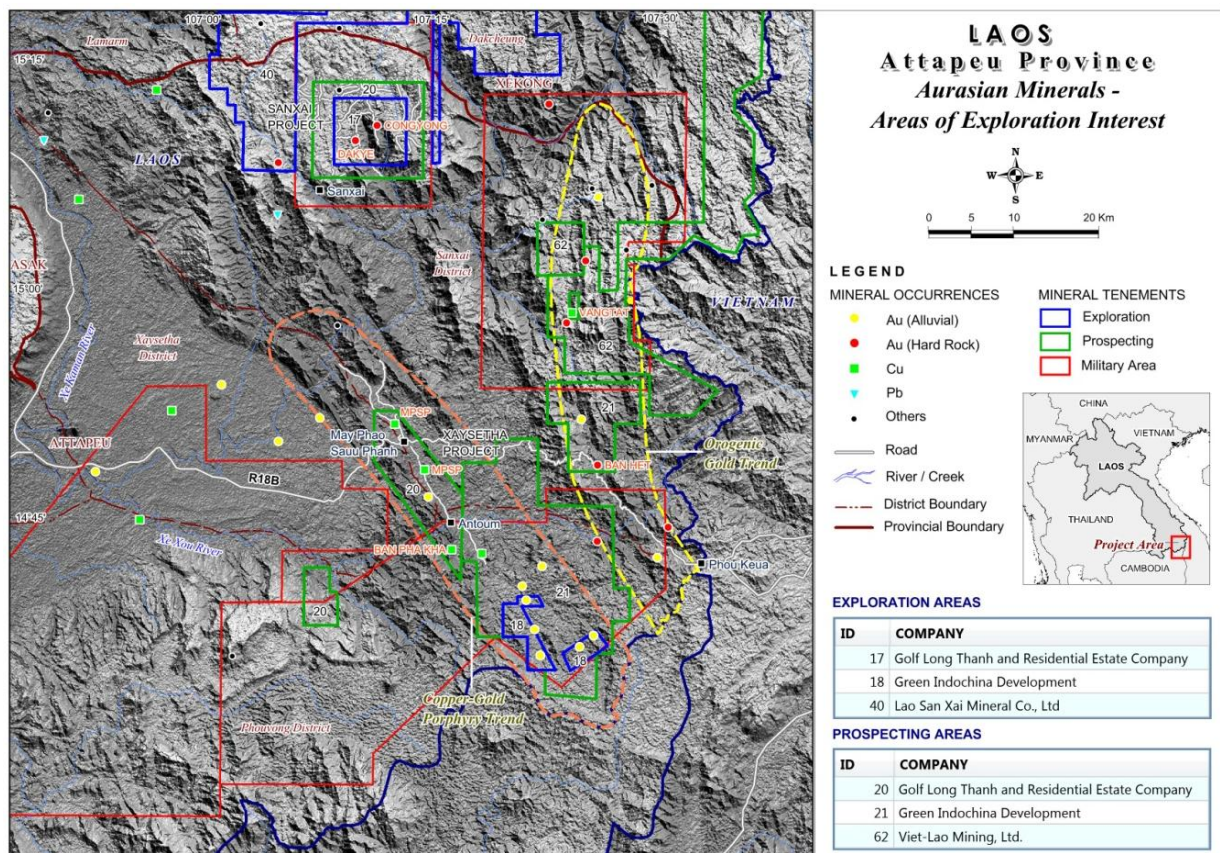 107°00'
107°15'
107°30'
Lamarm
Dakcheung
15°15'
40
20
XEKONG
SANXAI
PROJECT
17
CONGYONG
DAKYE
LAOS
Sanxai
62
Sanxai
District
ASAK
15°00'
VIETNAM
VANGTAT
Xaysetha
District
62
Xe Kaman River
21
MPSP
ATTAPEU
May Phao
Sauu Phanh
XAYSETHA
PROJECT
Orogenic
Gold Trend
BAN HET
MPSP
R18B
20
14°45'
Antoum
Xe Xou River
BAN PHA KHA
Phou Keua
21
20
18
18
Copper-Gold
Porphyry Trend
Phouvong District
LAOS
Attapeu Province
Aurasian Minerals -
Areas of Exploration Interest
N
W E
S
0 5 10 20 Km
LEGEND
MINERAL OCCURRENCES
Au (Alluvial)
Au (Hard Rock)
Cu
Pb
Others
Road
River / Creek
District Boundary
Provincial Boundary
MINERAL TENEMENTS
Exploration
Prospecting
Military Area
CHINA
MYANMAR
VIETNAM
LAOS
THAILAND
Project Area
CAMBODIA
EXPLORATION AREAS
ID COMPANY
17 Golf Long Thanh and Residential Estate Company
18 Green Indochina Development
40 Lao San Xai Mineral Co., Ltd
PROSPECTING AREAS
ID COMPANY
20 Golf Long Thanh and Residential Estate Company
21 Green Indochina Development
62 Viet-Lao Mining, Ltd.